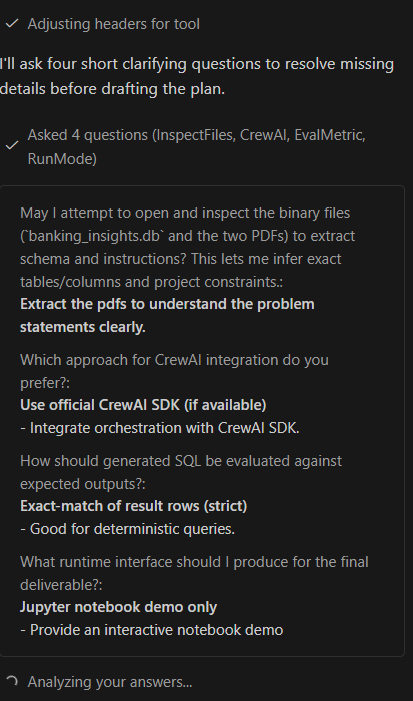 Adjusting headers for tool
I'll ask four short clarifying questions to resolve missing
details before drafting the plan.
Asked 4 questions (InspectFiles, CrewAI, EvalMetric,
RunMode)
May I attempt to open and inspect the binary files
(`banking_insights.db` and the two PDFs) to extract
schema and instructions? This lets me infer exact
tables/columns and project constraints.:
Extract the pdfs to understand the problem
statements clearly.
Which approach for CrewAI integration do you
prefer?:
Use official CrewAI SDK (if available)
- Integrate orchestration with CrewAI SDK.
How should generated SQL be evaluated against
expected outputs?:
Exact-match of result rows (strict)
- Good for deterministic queries.
What runtime interface should I produce for the final
deliverable?:
Jupyter notebook demo only
- Provide an interactive notebook demo
Analyzing your answers...